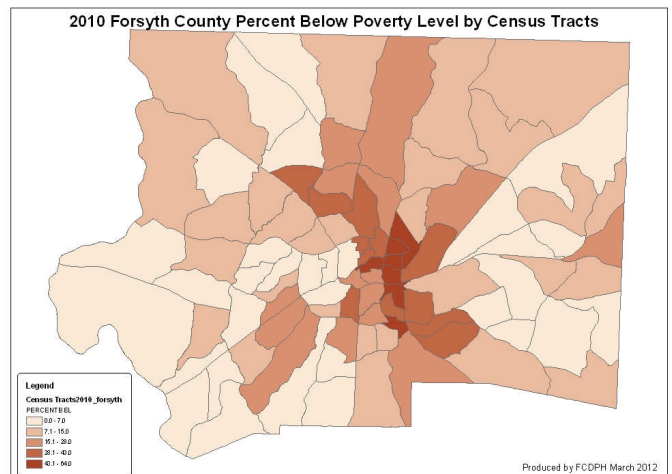 2010 Forsyth County Percent Below Poverty Level by Census Tracts
Legend
Census Tracts2010_forsyth
PERCENTBEL
0.0 - 7.0
7.1 - 15.0
15.1 - 28.0
28.1 - 43.0
43.1 - 64.0
Produced by FCDPH March 2012